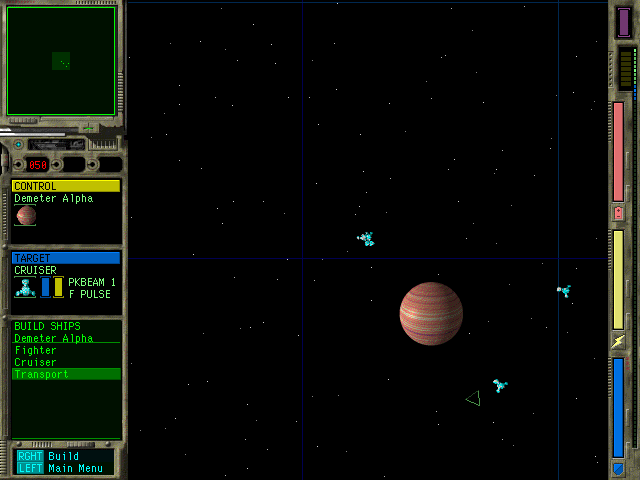 050
CONTROL
Demeter Alpha
TARGET
CRUISER
PKBEAM 1
F PULSE
BUILD SHIPS
Demeter Alpha
Fighter
Cruiser
Transport
RGHT Build
LEFT Main Menu